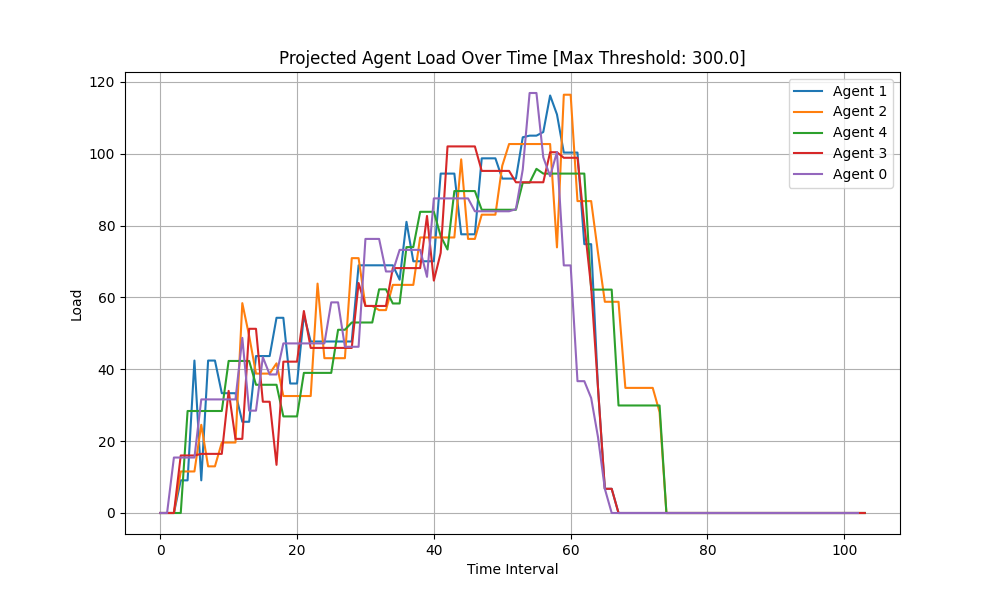 Projected Agent Load Over Time [Max Threshold: 300.0]
120
100
80
60
40
20
0
Load
0 20 40 60 80 100
Time Interval
Agent 1
Agent 2
Agent 4
Agent 3
Agent 0